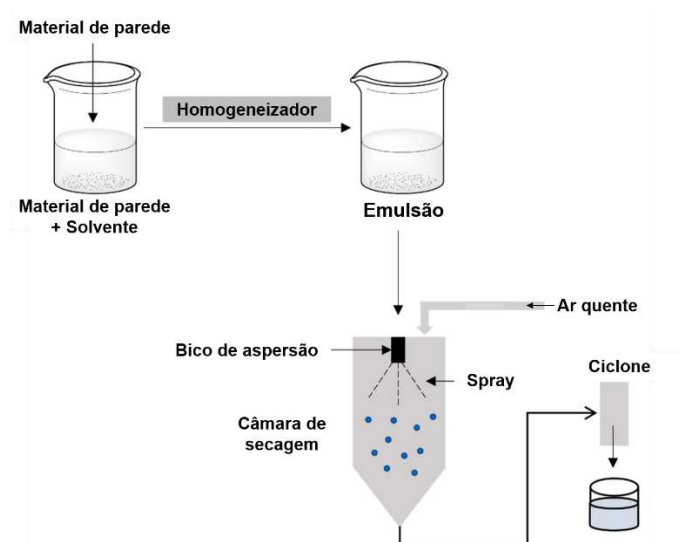 Material de parede
Homogeneizador
Material de parede
+ Solvente
Emulsão
Ar quente
Bico de aspersão
Spray
Ciclone
Câmara de
secagem